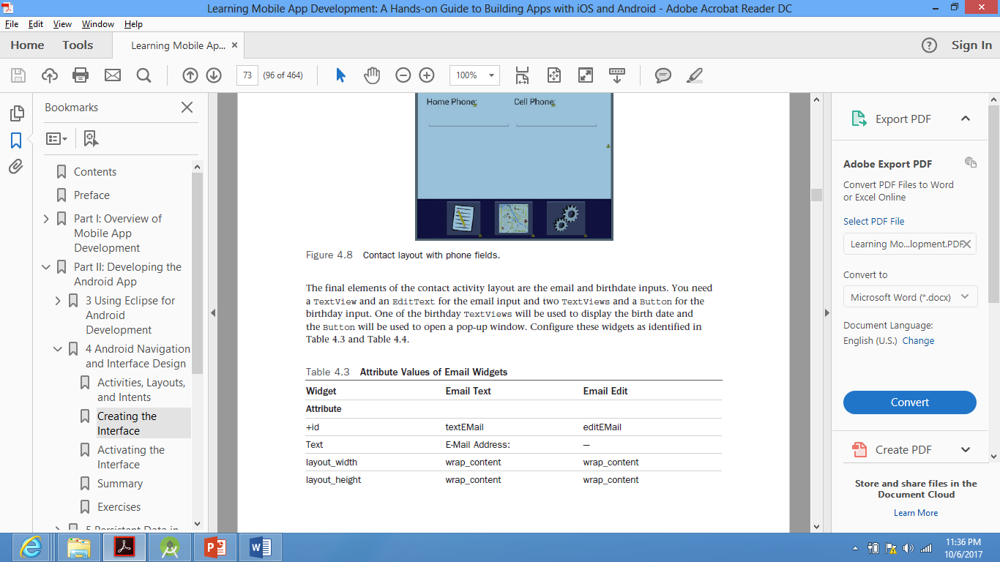 Learning Mobile App Development: A Hands-on Guide to Building Apps with iOS and Android - Adobe Acrobat Reader DC
File Edit View Window Help
Home Tools Learning Mobile Ap... × Sign In
73 (96 of 464) 100%
Bookmarks
Contents
Preface
Part I: Overview of
Mobile App
Development
Part II: Developing the
Android App
3 Using Eclipse for
Android
Development
4 Android Navigation
and Interface Design
Activities, Layouts,
and Intents
Creating the
Interface
Activating the
Interface
Summary
Exercises
5 Persistent Data in
Home Phone: Cell Phone:
Figure 4.8 Contact layout with phone fields.
The final elements of the contact activity layout are the email and birthdate inputs. You need
a TextView and an EditText for the email input and two TextViews and a Button for the
birthday input. One of the birthday TextViews will be used to display the birth date and
the Button will be used to open a pop-up window. Configure these widgets as identified in
Table 4.3 and Table 4.4.
Table 4.3 Attribute Values of Email Widgets
Widget Email Text Email Edit
Attribute
+id textEMail editEMail
Text E-Mail Address: —
layout_width wrap_content wrap_content
layout_height wrap_content wrap_content
Export PDF
Adobe Export PDF
Convert PDF Files to Word
or Excel Online
Select PDF File
Learning Mo...lopment.PDF
Convert to
Microsoft Word (*.docx)
Document Language:
English (U.S.) Change
Convert
Create PDF
Store and share files in the
Document Cloud
Learn More
11:36 PM
10/6/2017